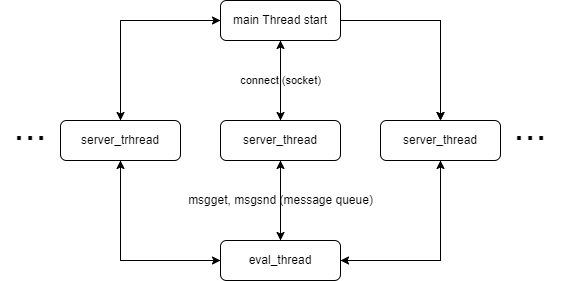 main Thread start
connect (socket)
... server_trhread server_thread server_thread ...
msgget, msgsnd (message queue)
eval_thread